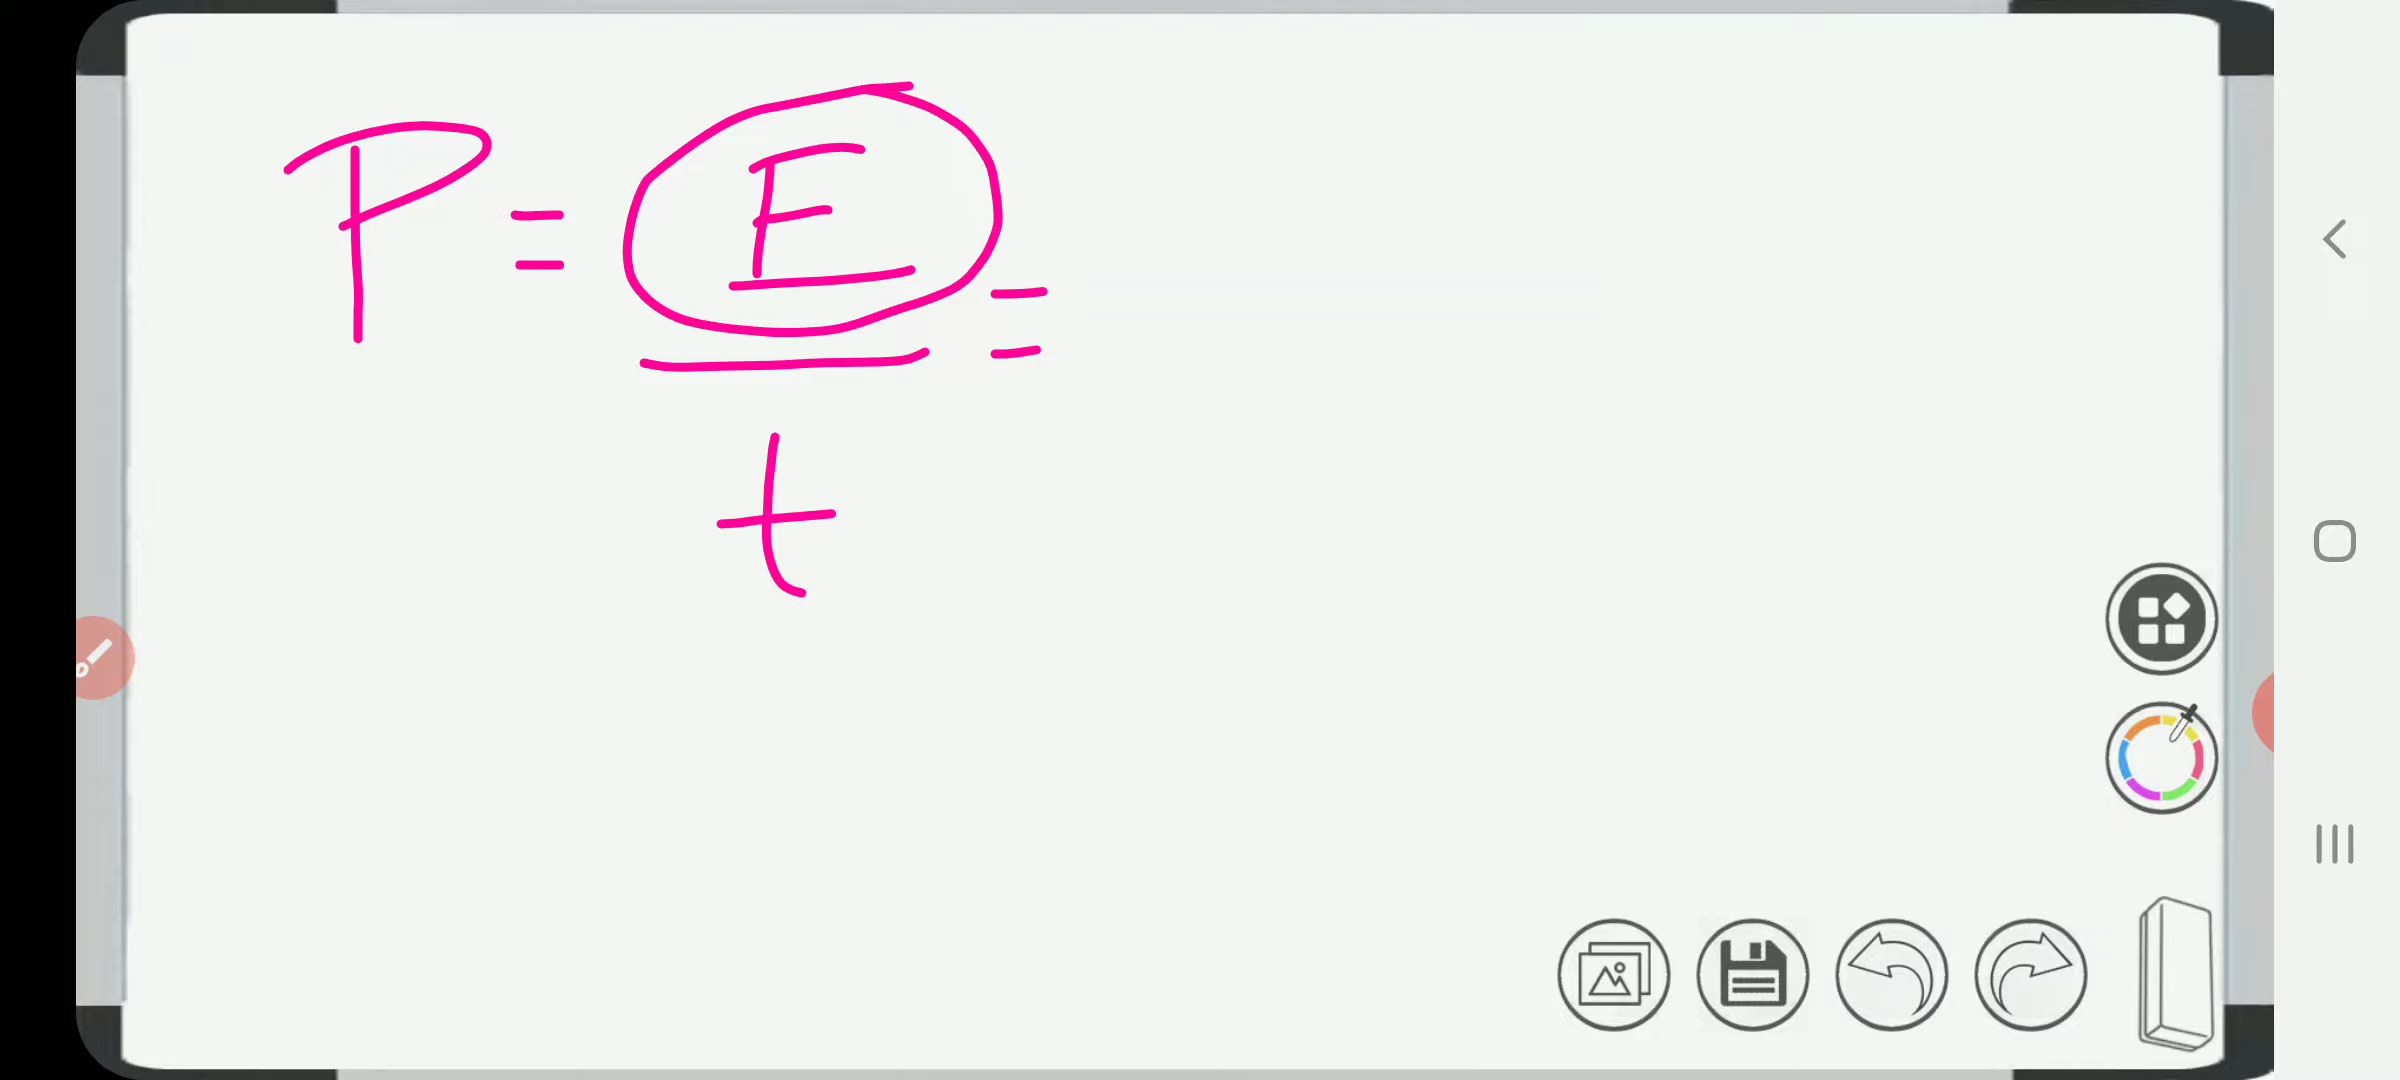 P = E =
t